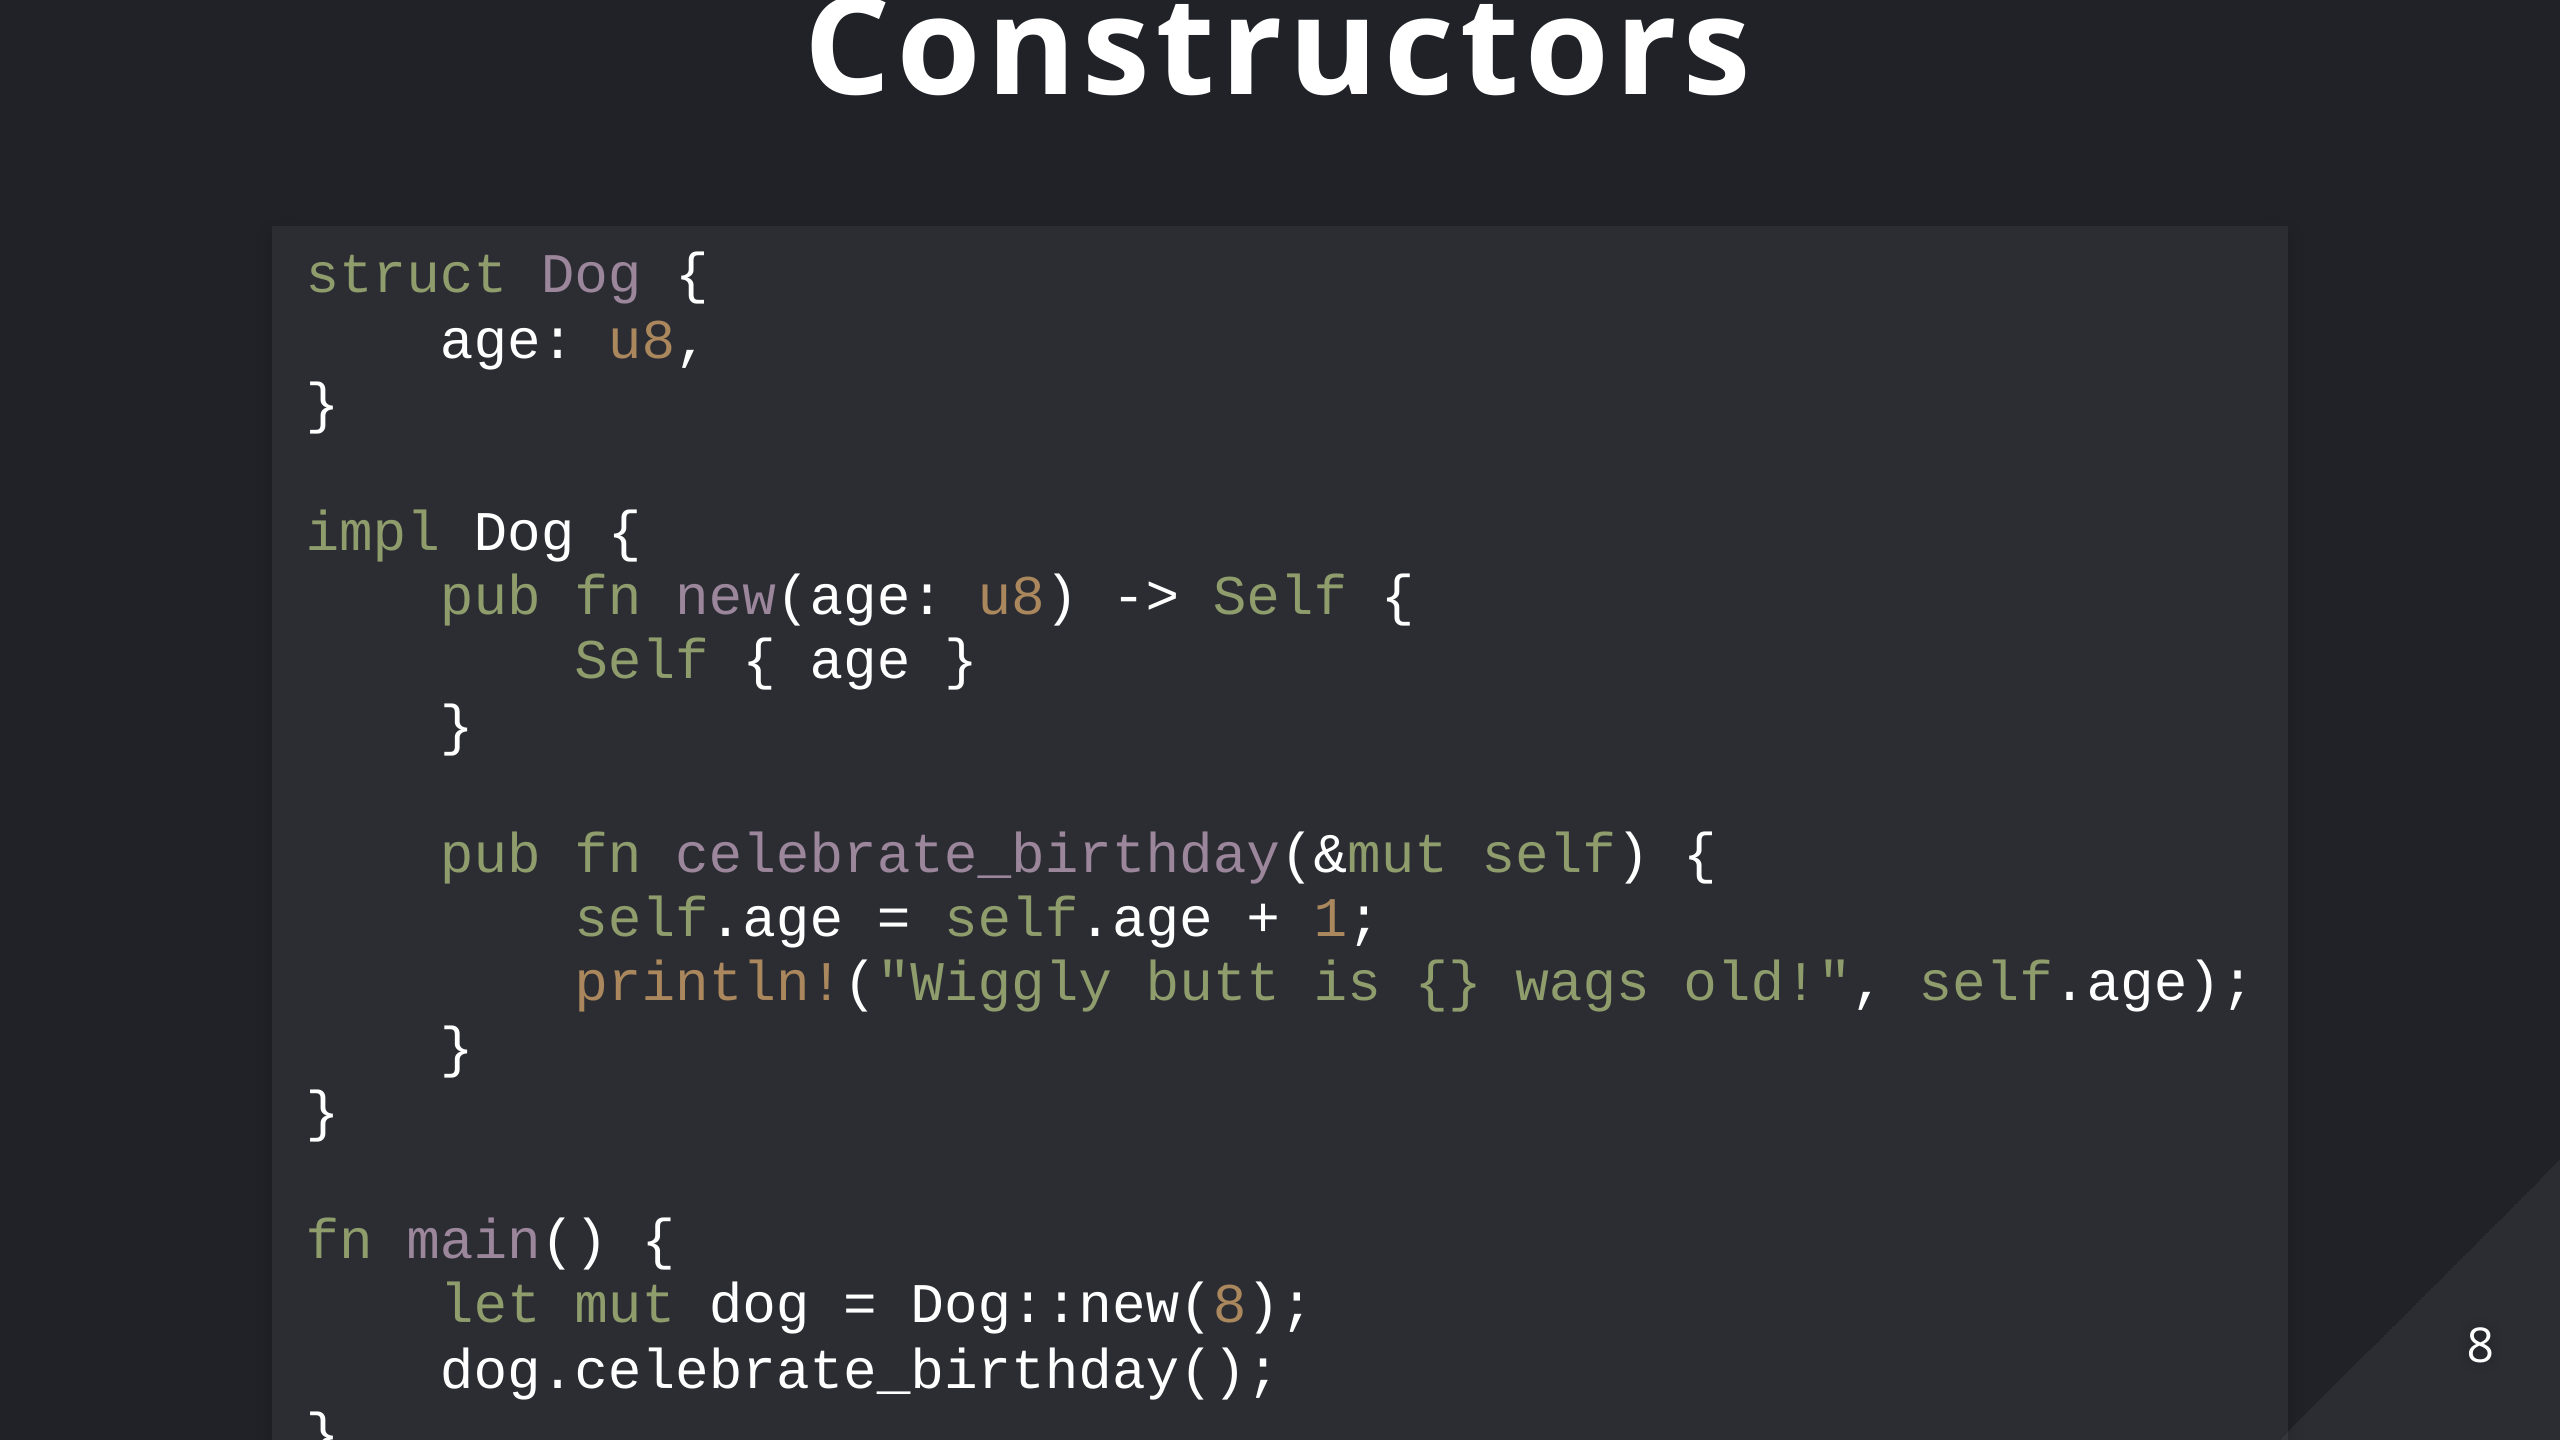 Constructors
struct Dog {
    age: u8,
}

impl Dog {
    pub fn new(age: u8) -> Self {
        Self { age }
    }

    pub fn celebrate_birthday(&mut self) {
        self.age = self.age + 1;
        println!("Wiggly butt is {} wags old!", self.age);
    }
}

fn main() {
    let mut dog = Dog::new(8);
    dog.celebrate_birthday();
}
8